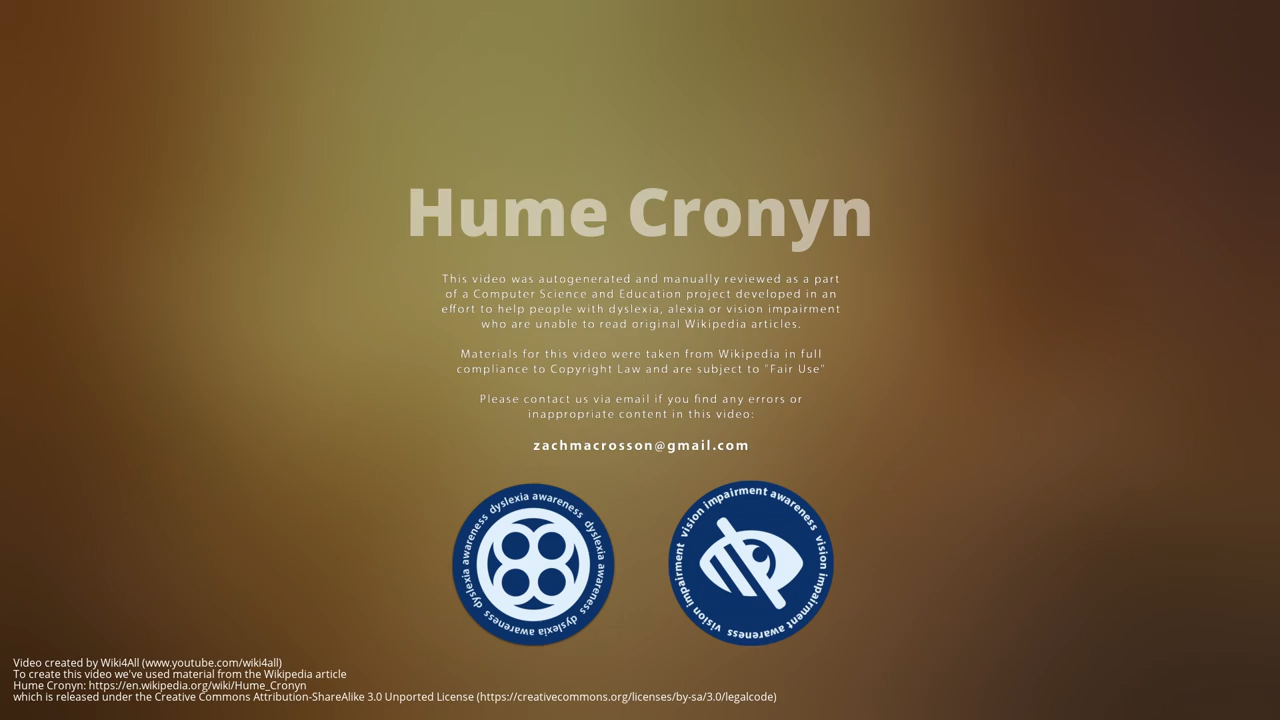 Hume Cronyn
This video was autogenerated and manually reviewed as a part
of a Computer Science and Education project developed in an
effort to help people with dyslexia, alexia or vision impairment
who are unable to read original Wikipedia articles.
Materials for this video were taken from Wikipedia in full
compliance to Copyright Law and are subject to "Fair Use"
Please contact us via email if you find any errors or
inappropriate content in this video:
zachmacrosson@gmail.com
dyslexia awareness dyslexia awareness dyslexia awareness dyslexia awareness
vision impairment awareness vision impairment awareness vision impairment
Video created by Wiki4All (www.youtube.com/wiki4all)
To create this video we've used material from the Wikipedia article
Hume Cronyn: https://en.wikipedia.org/wiki/Hume_Cronyn
which is released under the Creative Commons Attribution-ShareAlike 3.0 Unported License (https://creativecommons.org/licenses/by-sa/3.0/legalcode)